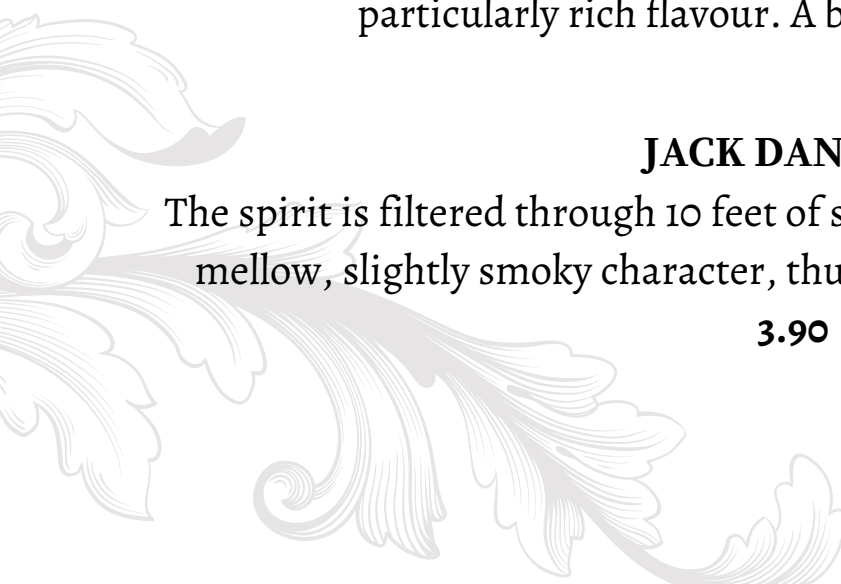 particularly rich flavour. A b
JACK DAN
The spirit is filtered through 10 feet of s
mellow, slightly smoky character, thu
3.90